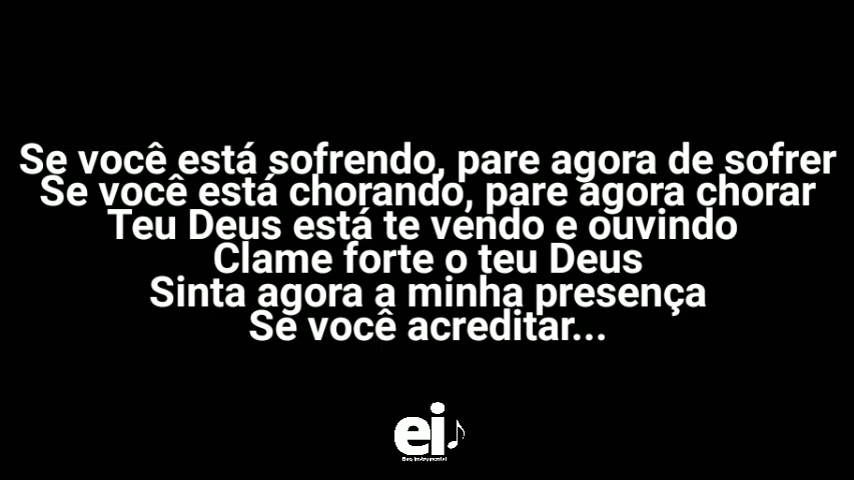 Se você está sofrendo, pare agora de sofrer
Se você está chorando, pare agora chorar
Teu Deus está te vendo e ouvindo
Clame forte o teu Deus
Sinta agora a minha presença
Se você acreditar...
ei